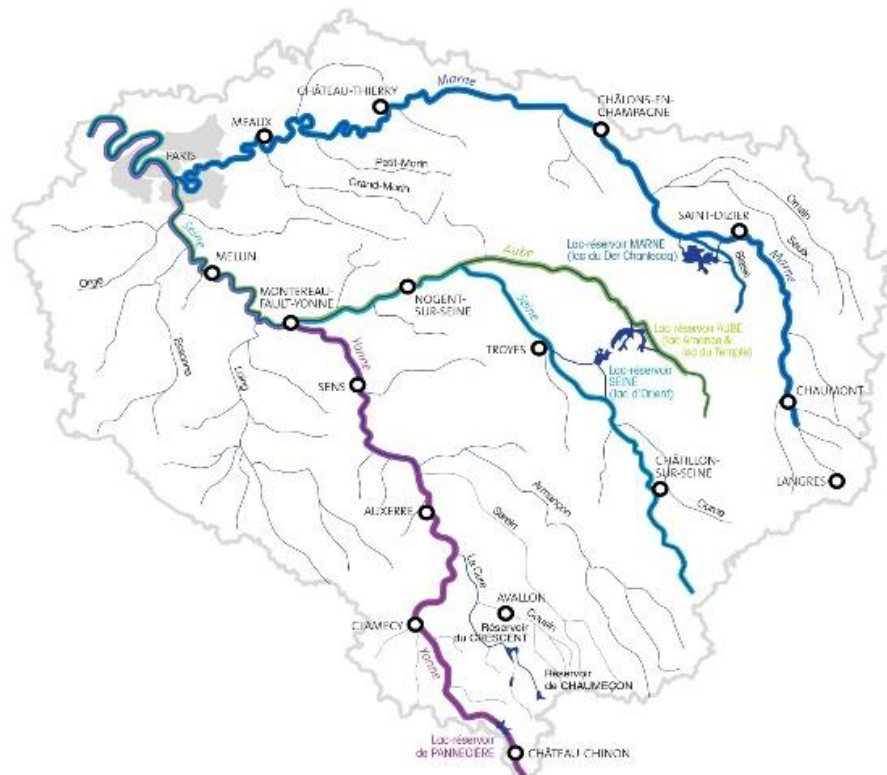 Marne
CHÂTEAU-THIERRY
CHÂLONS-EN-
CHAMPAGNE
MEAUX
PARIS
Petit-Morin
Grand-Morin
Ornain
Saulx
SAINT-DIZIER
Lac-réservoir MARNE
(lac du Der Chantecoq)
Blaise
Marne
Seine
MELUN
Aube
Orge
MONTEREAU-
FAULT-YONNE
NOGENT-
SUR-SEINE
Seine
Lac-réservoir AUBE
(lac Amance &
lac du Temple)
TROYES
Lac-réservoir
SEINE
(lac d'Orient)
Essonne
Loing
Yonne
SENS
CHAUMONT
CHÂTILLON-
SUR-SEINE
LANGRES
Ource
Armançon
Serein
AUXERRE
La Cure
AVALLON
Cousin
CLAMECY
Réservoir
du CRESCENT
Yonne
Réservoir
de CHAUMEÇON
Lac-réservoir
de PANNECIÈRE
CHÂTEAU-CHINON